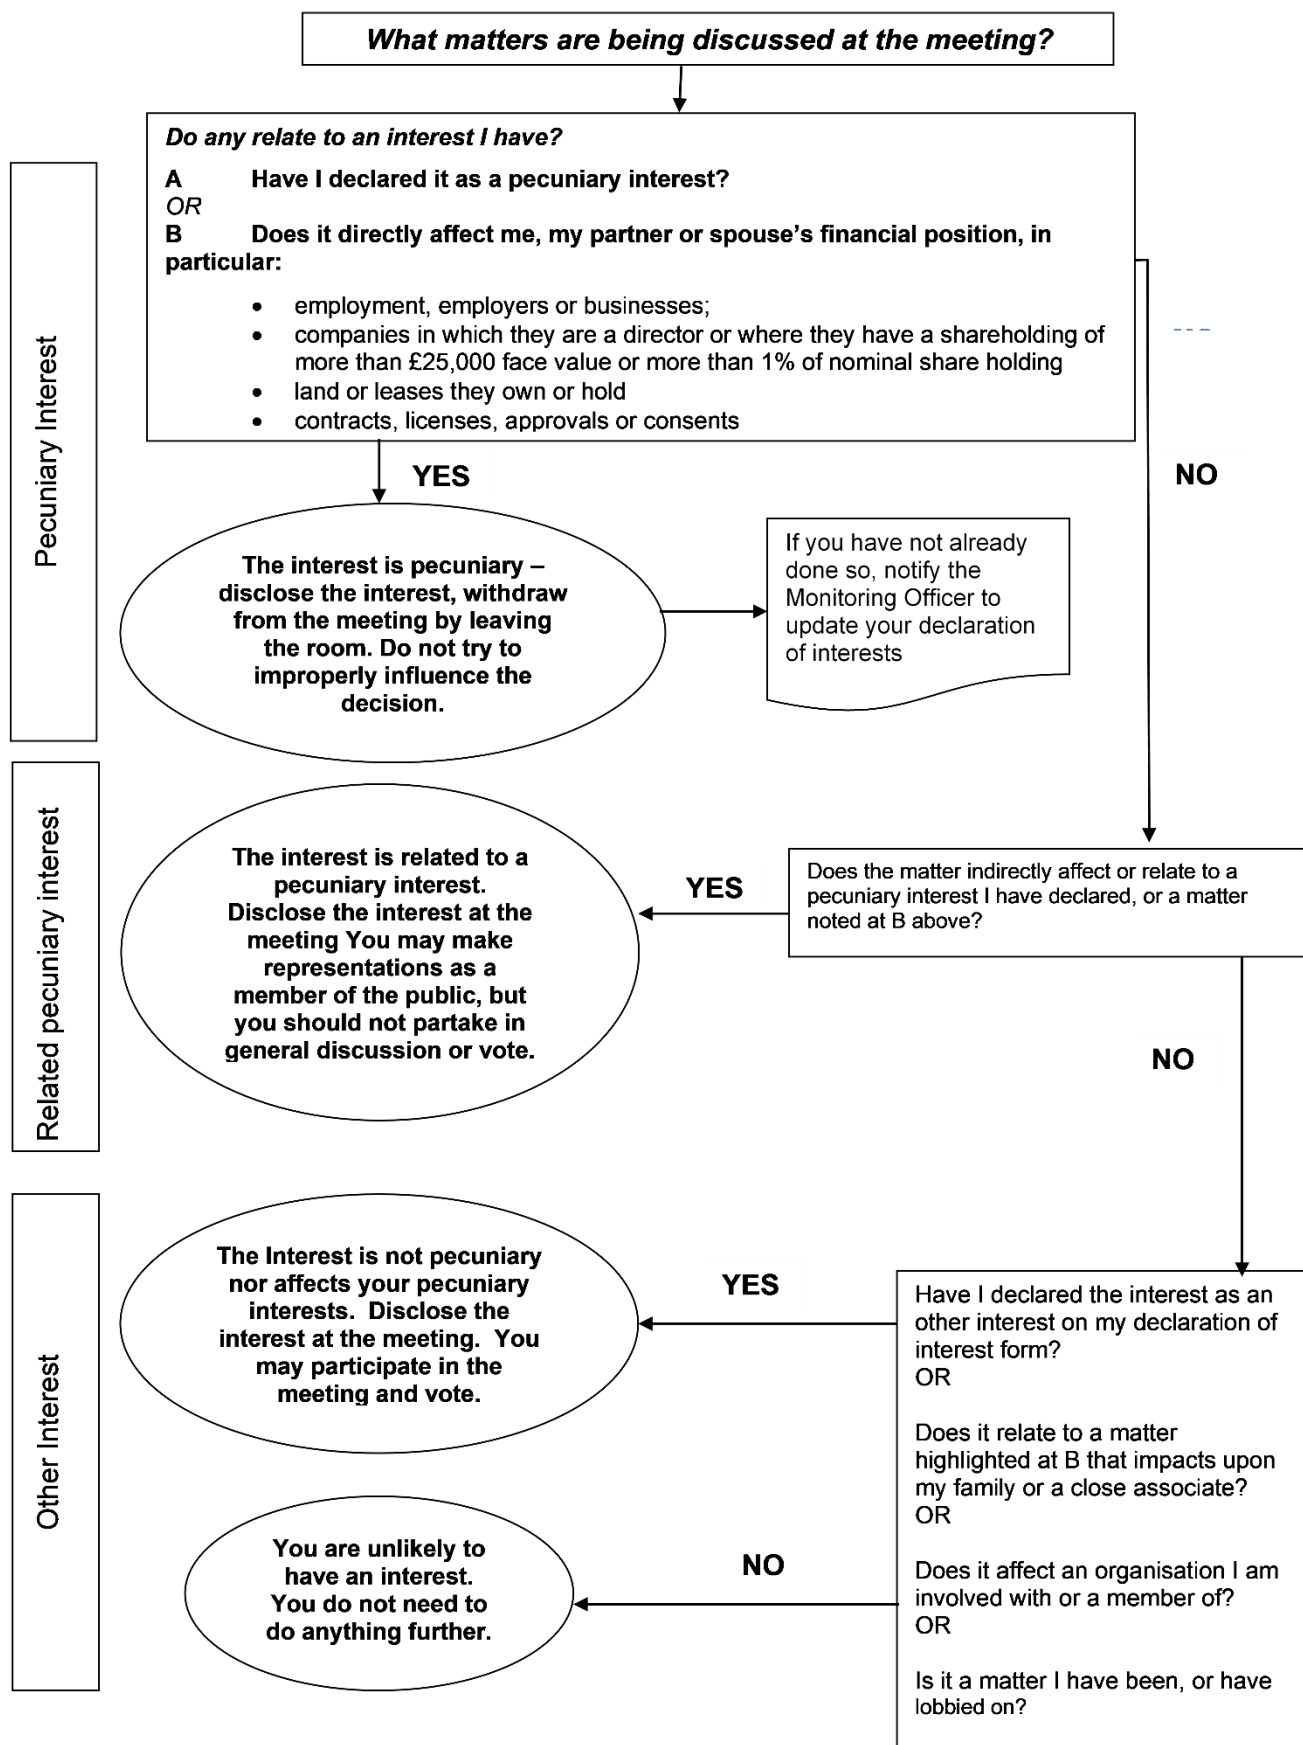 What matters are being discussed at the meeting?
Do any relate to an interest I have?
A Have I declared it as a pecuniary interest?
OR
B Does it directly affect me, my partner or spouse's financial position, in
particular:
• employment, employers or businesses;
• companies in which they are a director or where they have a shareholding of
more than £25,000 face value or more than 1% of nominal share holding
• land or leases they own or hold
• contracts, licenses, approvals or consents
Pecuniary Interest
YES
NO
The interest is pecuniary –
disclose the interest, withdraw
from the meeting by leaving
the room. Do not try to
improperly influence the
decision.
If you have not already
done so, notify the
Monitoring Officer to
update your declaration
of interests
Related pecuniary interest
The interest is related to a
pecuniary interest.
Disclose the interest at the
meeting You may make
representations as a
member of the public, but
you should not partake in
general discussion or vote.
YES
Does the matter indirectly affect or relate to a
pecuniary interest I have declared, or a matter
noted at B above?
NO
Other Interest
The Interest is not pecuniary
nor affects your pecuniary
interests. Disclose the
interest at the meeting. You
may participate in the
meeting and vote.
YES
Have I declared the interest as an
other interest on my declaration of
interest form?
OR
Does it relate to a matter
highlighted at B that impacts upon
my family or a close associate?
OR
Does it affect an organisation I am
involved with or a member of?
OR
Is it a matter I have been, or have
lobbied on?
NO
You are unlikely to
have an interest.
You do not need to
do anything further.